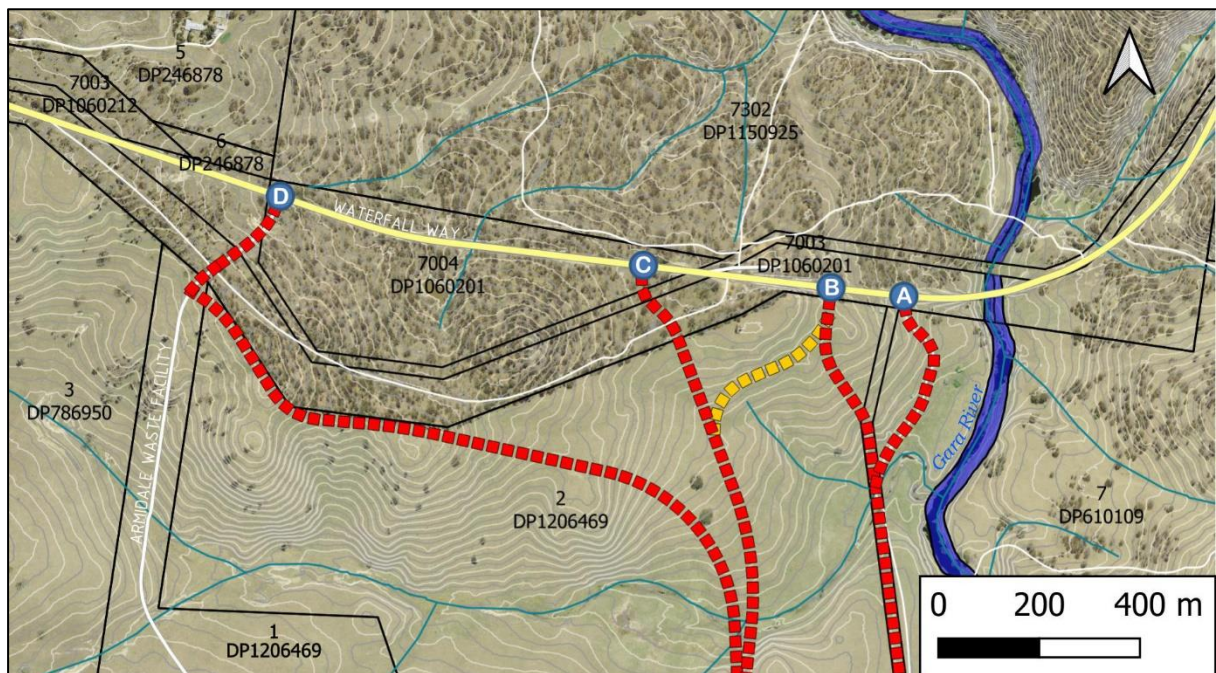 5
DP246878
7003
DP1060212
6
DP246878
7302
DP1150925
D
WATERFALL WAY
7004
DP1060201
C
7003
DP1060201
B
A
3
DP786950
ARMIDALE WASTE FACILITY
Gara River
2
DP1206469
7
DP610109
1
DP1206469
0 200 400 m